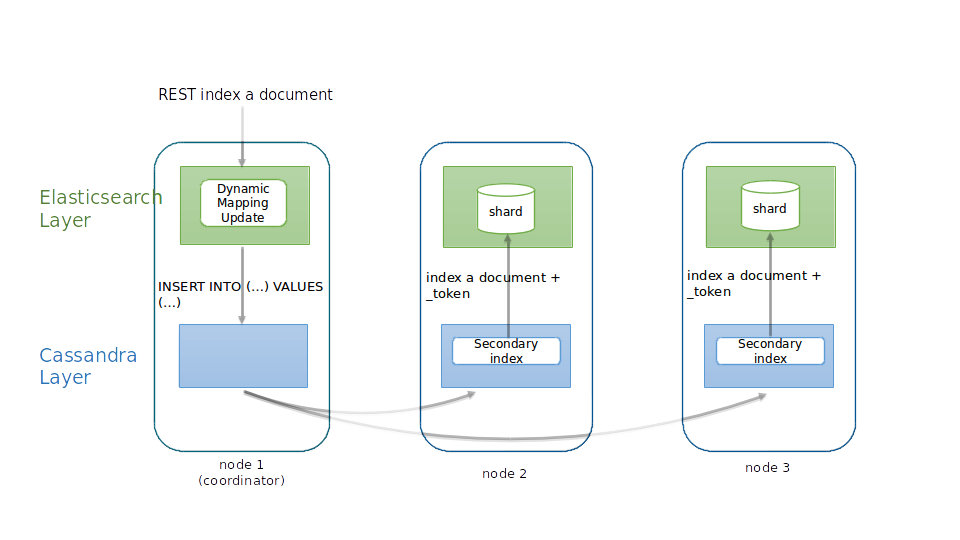 REST index a document
Elasticsearch
Layer
Dynamic
Mapping
Update
shard
shard
INSERT INTO (...) VALUES
(...)
index a document +
_token
index a document +
_token
Cassandra
Layer
Secondary
index
Secondary
index
node 1
(coordinator)
node 2
node 3